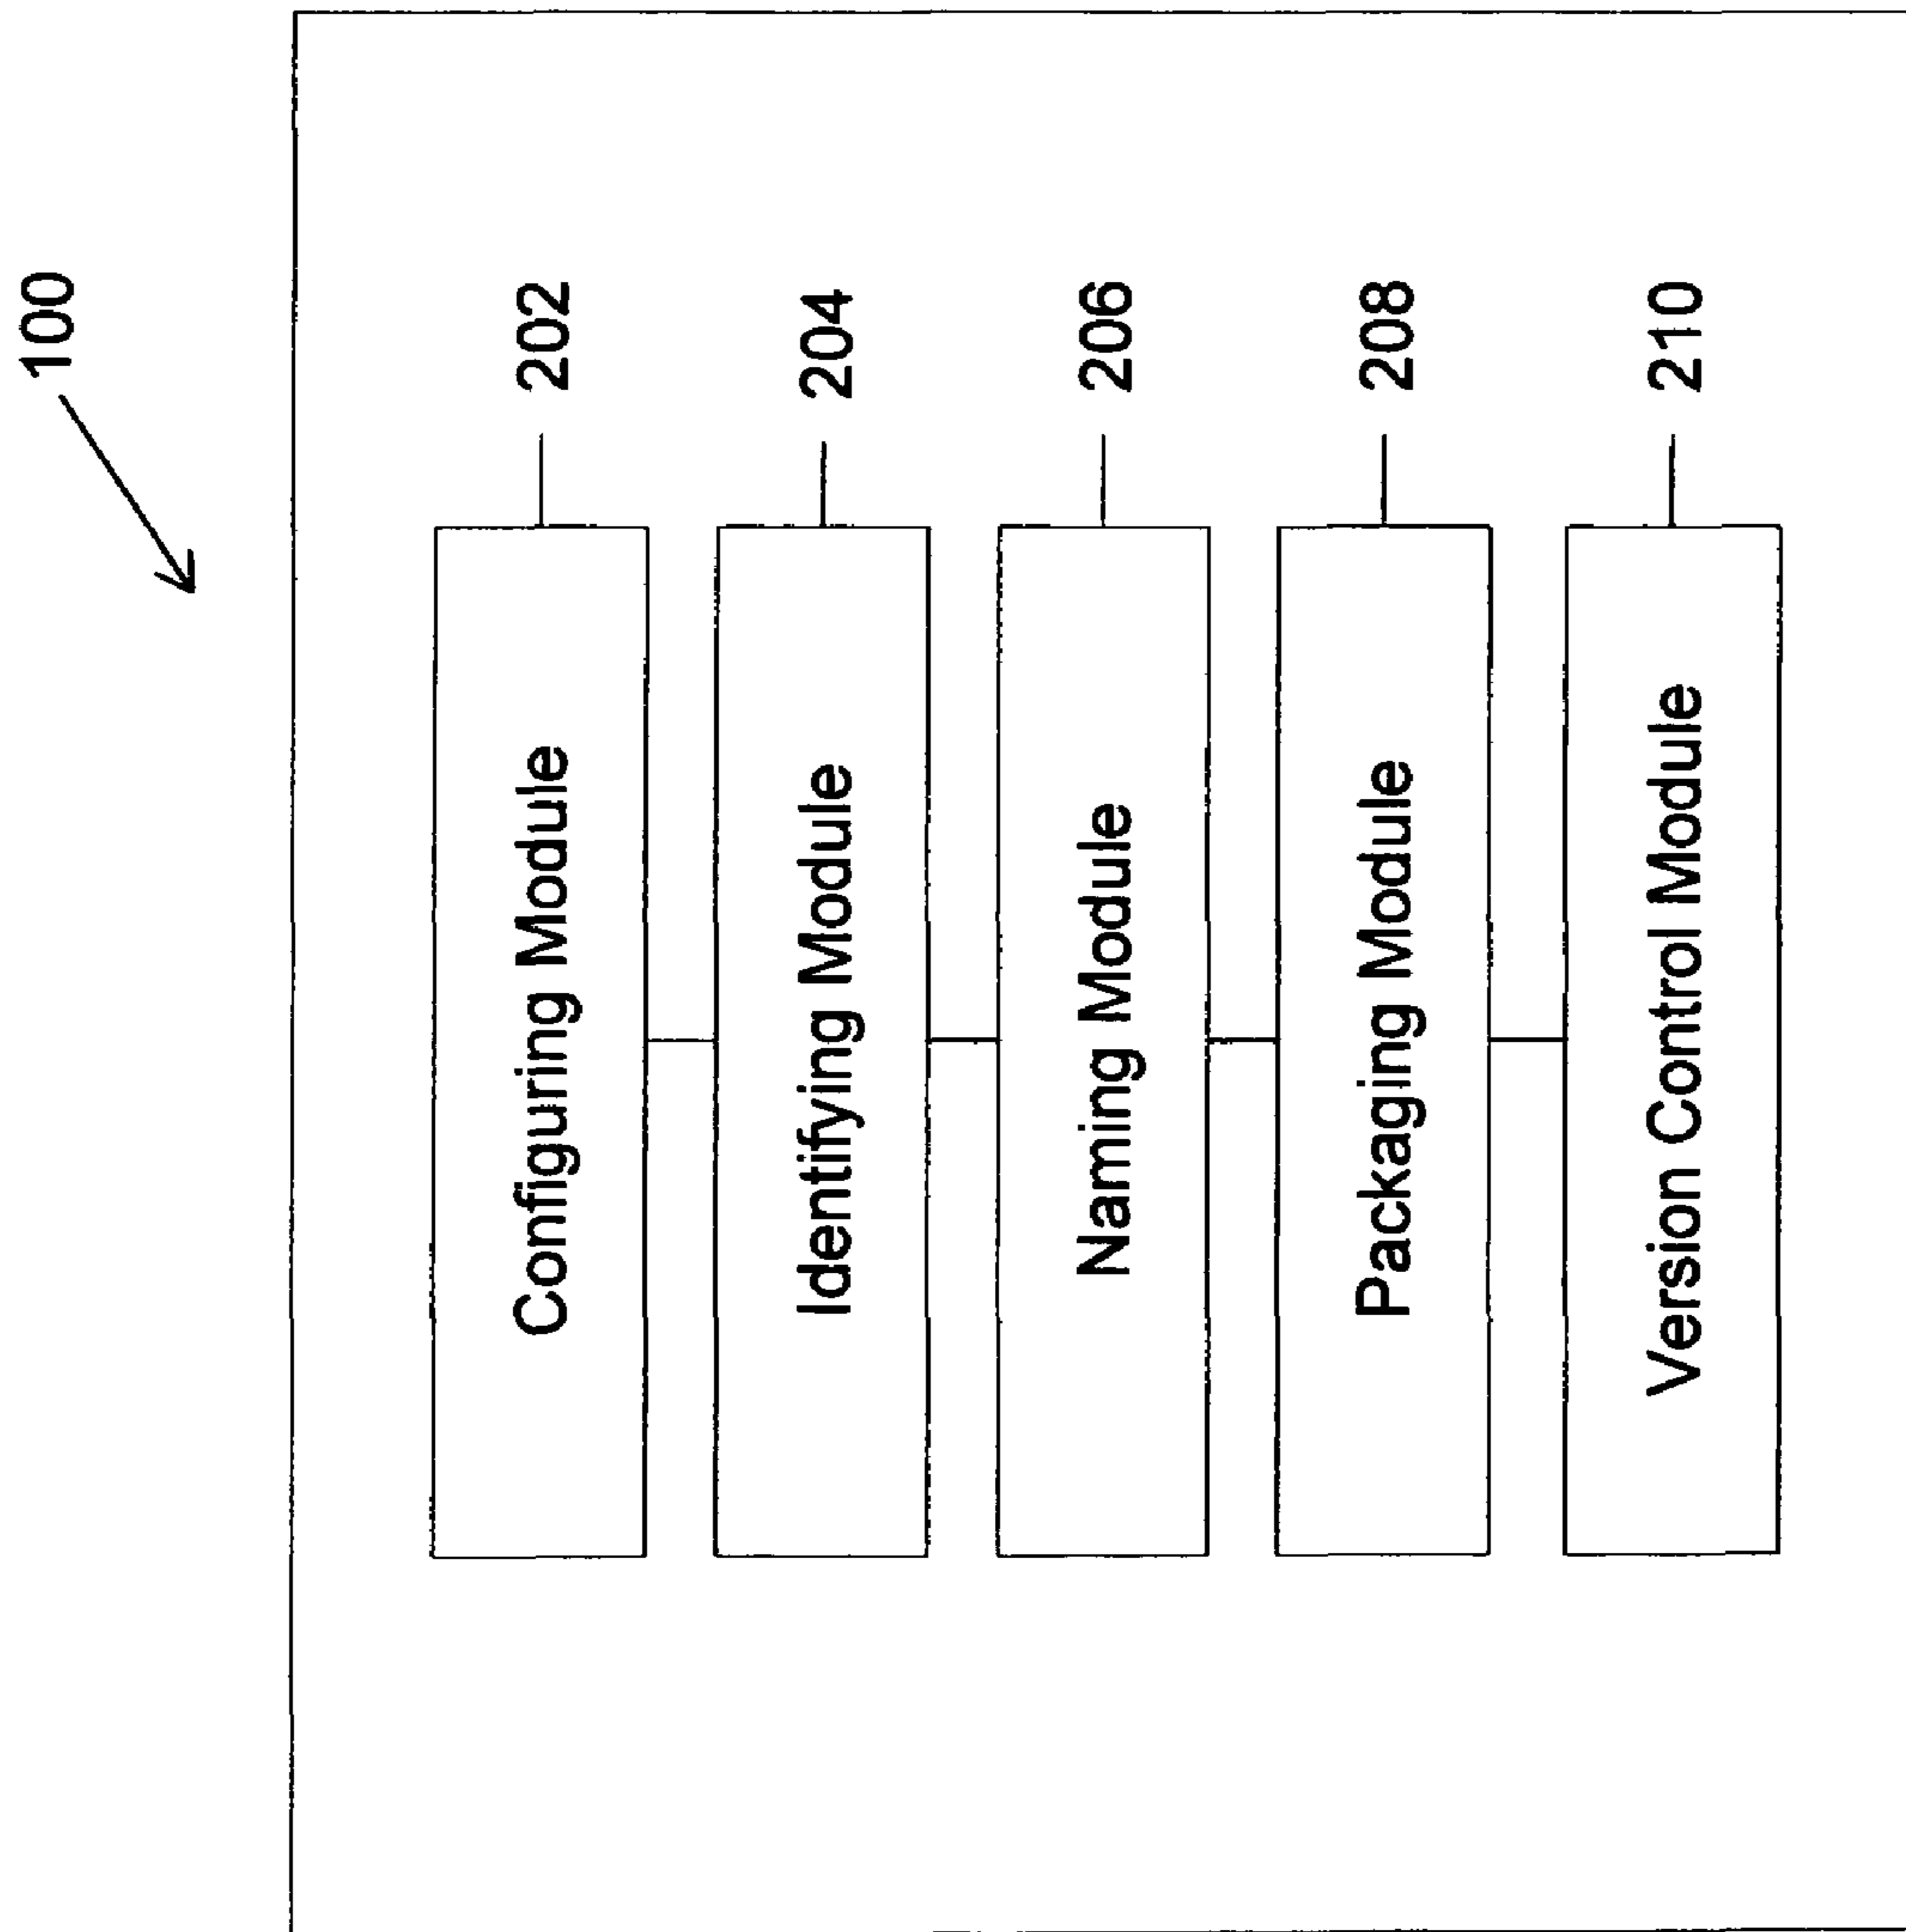 100
Configuring Module
202
Identifying Module
204
Naming Module
206
Packaging Module
208
Version Control Module
210